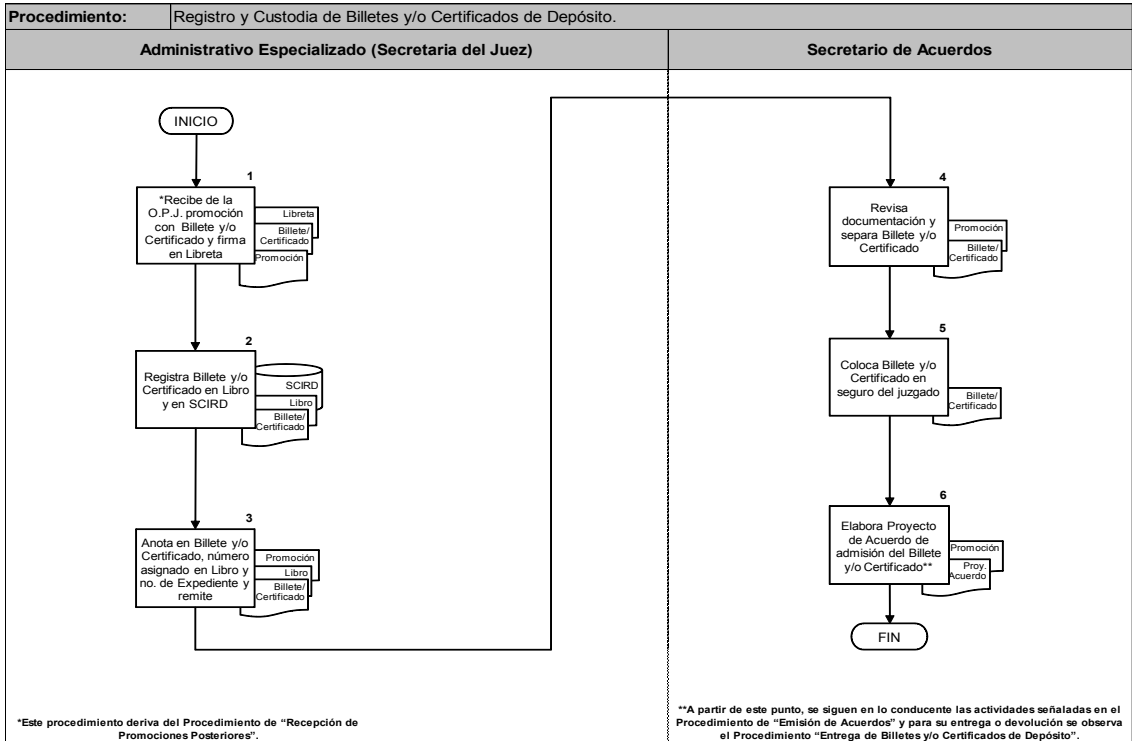 Procedimiento: Registro y Custodia de Billetes y/o Certificados de Depósito.
Administrativo Especializado (Secretaria del Juez)
Secretario de Acuerdos
INICIO
1
*Recibe de la
O.P.J. promoción
con Billete y/o
Certificado y firma
en Libreta
Libreta
Billete/
Certificado
Promoción
2
Registra Billete y/o
Certificado en Libro
y en SCIRD
SCIRD
Libro
Billete/
Certificado
3
Anota en Billete y/o
Certificado, número
asignado en Libro y
no. de Expediente y
remite
Promoción
Libro
Billete/
Certificado
*Este procedimiento deriva del Procedimiento de “Recepción de
Promociones Posteriores”.
4
Revisa
documentación y
separa Billete y/o
Certificado
Promoción
Billete/
Certificado
5
Coloca Billete y/o
Certificado en
seguro del juzgado
Billete/
Certificado
6
Elabora Proyecto
de Acuerdo de
admisión del Billete
y/o Certificado**
Promoción
Proy.
Acuerdo
FIN
**A partir de este punto, se siguen en lo conducente las actividades señaladas en el
Procedimiento de “Emisión de Acuerdos” y para su entrega o devolución se observa
el Procedimiento “Entrega de Billetes y/o Certificados de Depósito”.